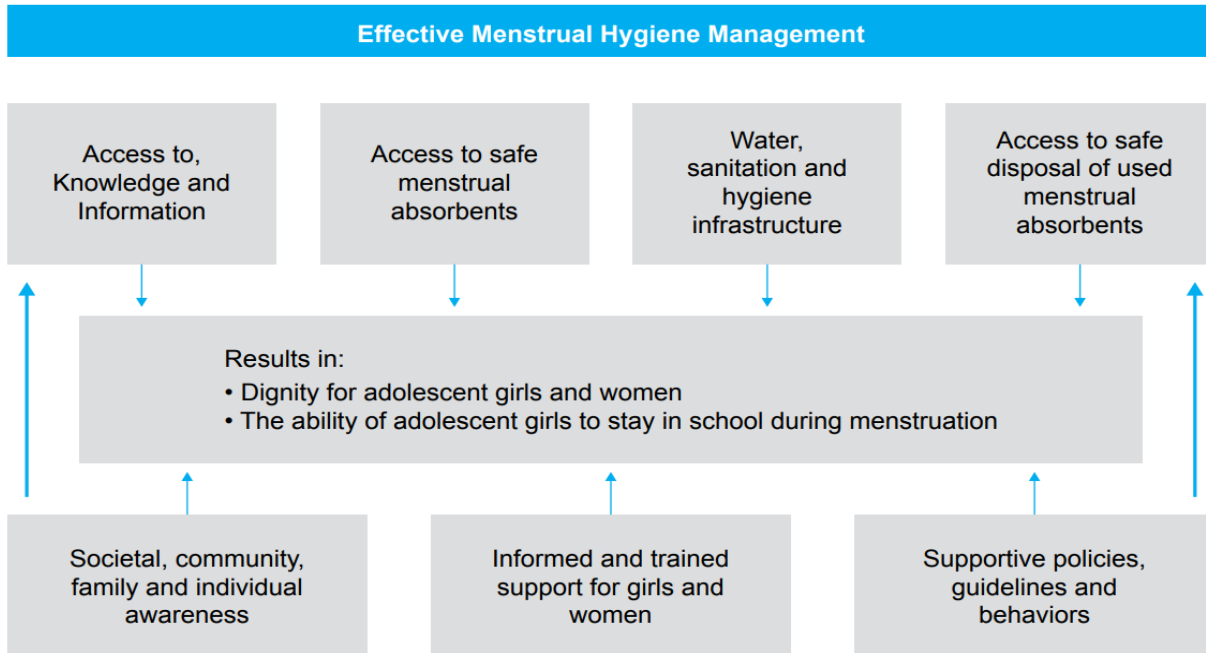 Effective Menstrual Hygiene Management
Access to,
Knowledge and
Information
Access to safe
menstrual
absorbents
Water,
sanitation and
hygiene
infrastructure
Access to safe
disposal of used
menstrual
absorbents
Results in:
• Dignity for adolescent girls and women
• The ability of adolescent girls to stay in school during menstruation
Societal, community,
family and individual
awareness
Informed and trained
support for girls and
women
Supportive policies,
guidelines and
behaviors